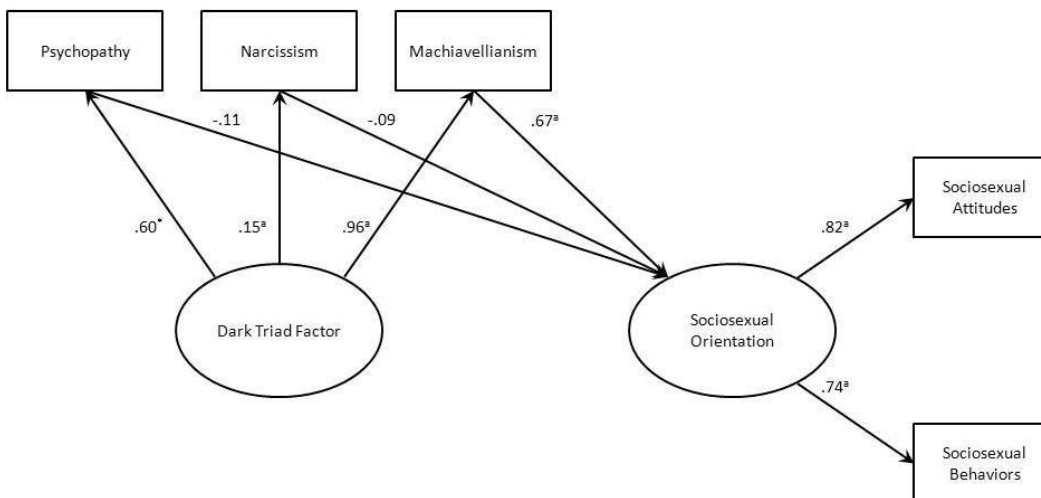 Psychopathy
Narcissism
Machiavellianism
-.11
-.09
.67ª
Sociosexual
Attitudes
.60*
.15ª
.96ª
.82ª
Dark Triad Factor
Sociosexual
Orientation
.74ª
Sociosexual
Behaviors